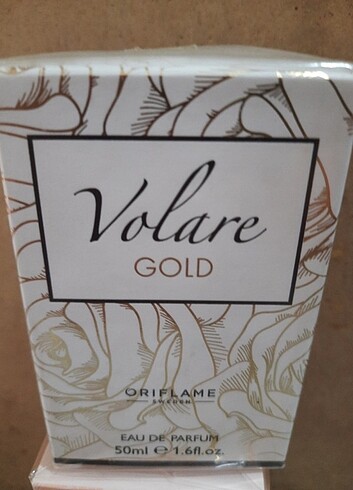 Volare
GOLD
ORIFLAME
SWEDEN
EAU DE PARFUM
50ml ℮ 1.6fl.oz.